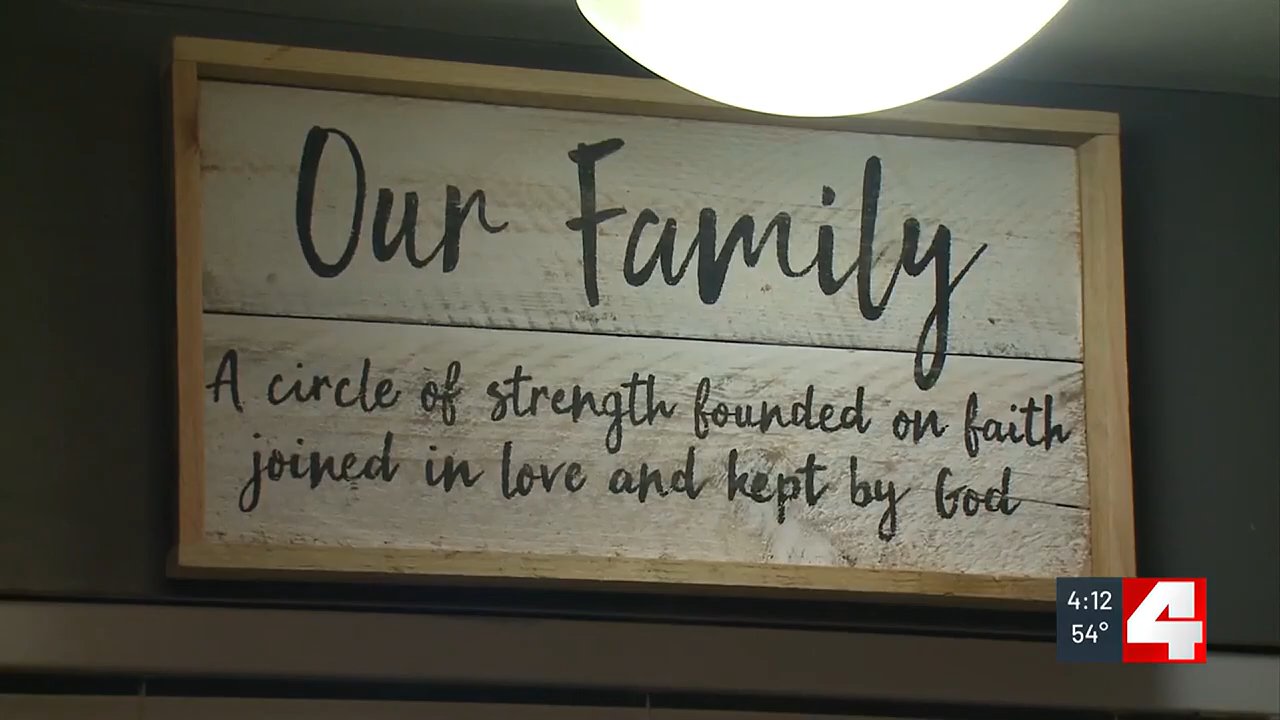 Our Family
A circle of strength founded on faith
joined in love and kept by God
4:12
54°
4